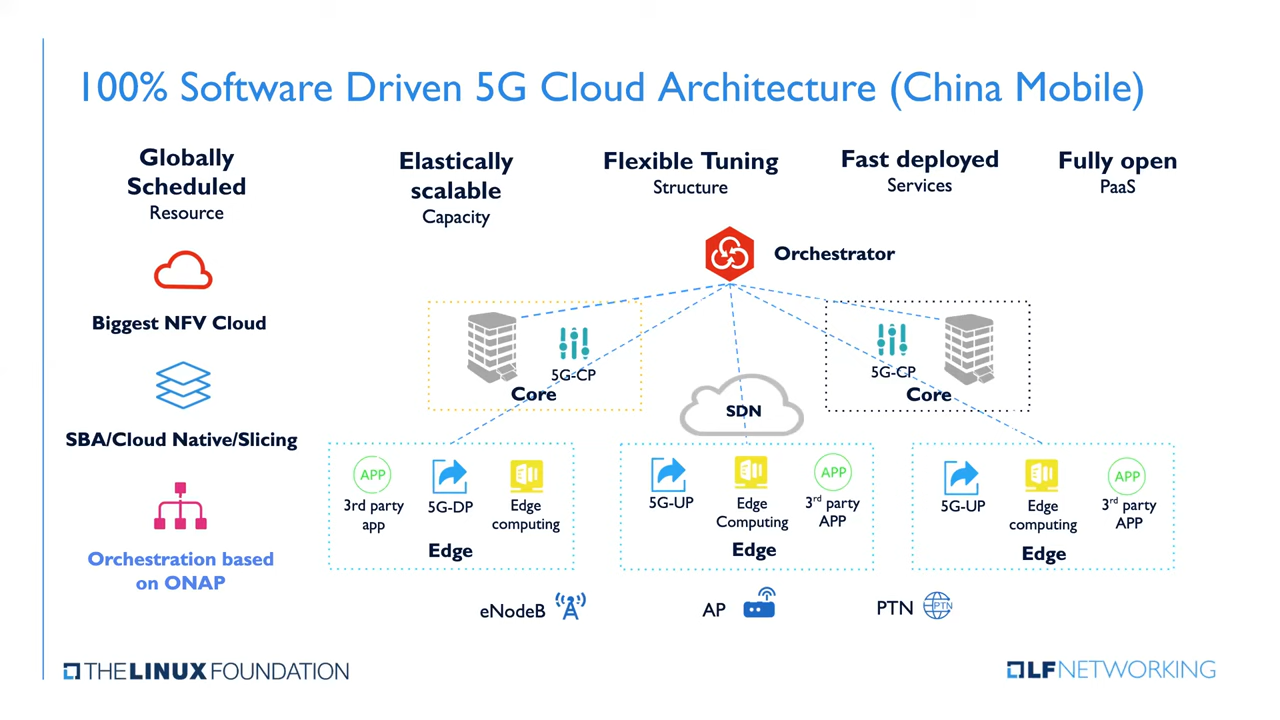 100% Software Driven 5G Cloud Architecture (China Mobile)
Globally
Scheduled
Resource
Elastically
scalable
Capacity
Flexible Tuning
Structure
Fast deployed
Services
Fully open
PaaS
Biggest NFV Cloud
SBA/Cloud Native/Slicing
Orchestration based
on ONAP
Orchestrator
5G-CP
Core
SDN
5G-CP
Core
APP
3rd party
app
5G-DP
Edge
computing
Edge
5G-UP
Edge
Computing
APP
3rd party
APP
Edge
5G-UP
Edge
computing
APP
3rd party
APP
Edge
eNodeB
AP
PTN
PTN
THE LINUX FOUNDATION
LF NETWORKING